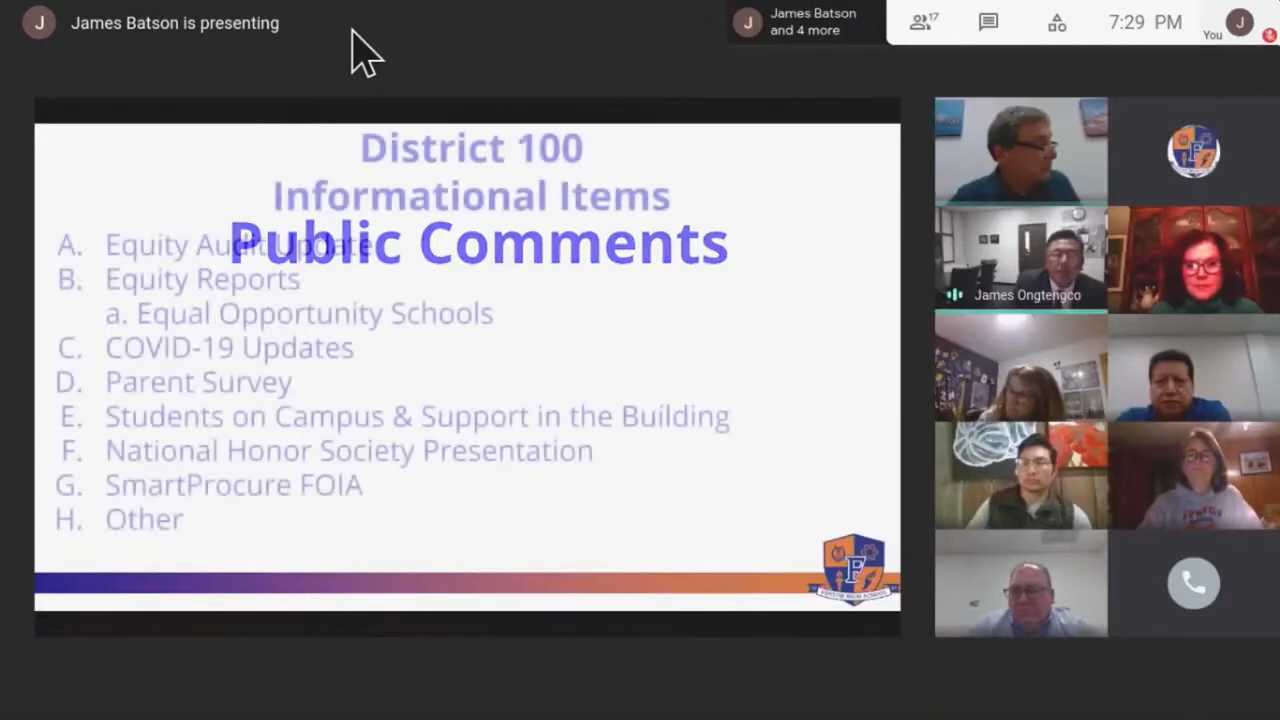 J
James Batson is presenting
J
James Batson
and 4 more
17
7:29 PM
You
J
District 100
Informational Items
Public Comments
A. Equity Audit Update
B. Equity Reports
a. Equal Opportunity Schools
C. COVID-19 Updates
D. Parent Survey
E. Students on Campus & Support in the Building
F. National Honor Society Presentation
G. SmartProcure FOIA
H. Other
F
F
James Ongtengco